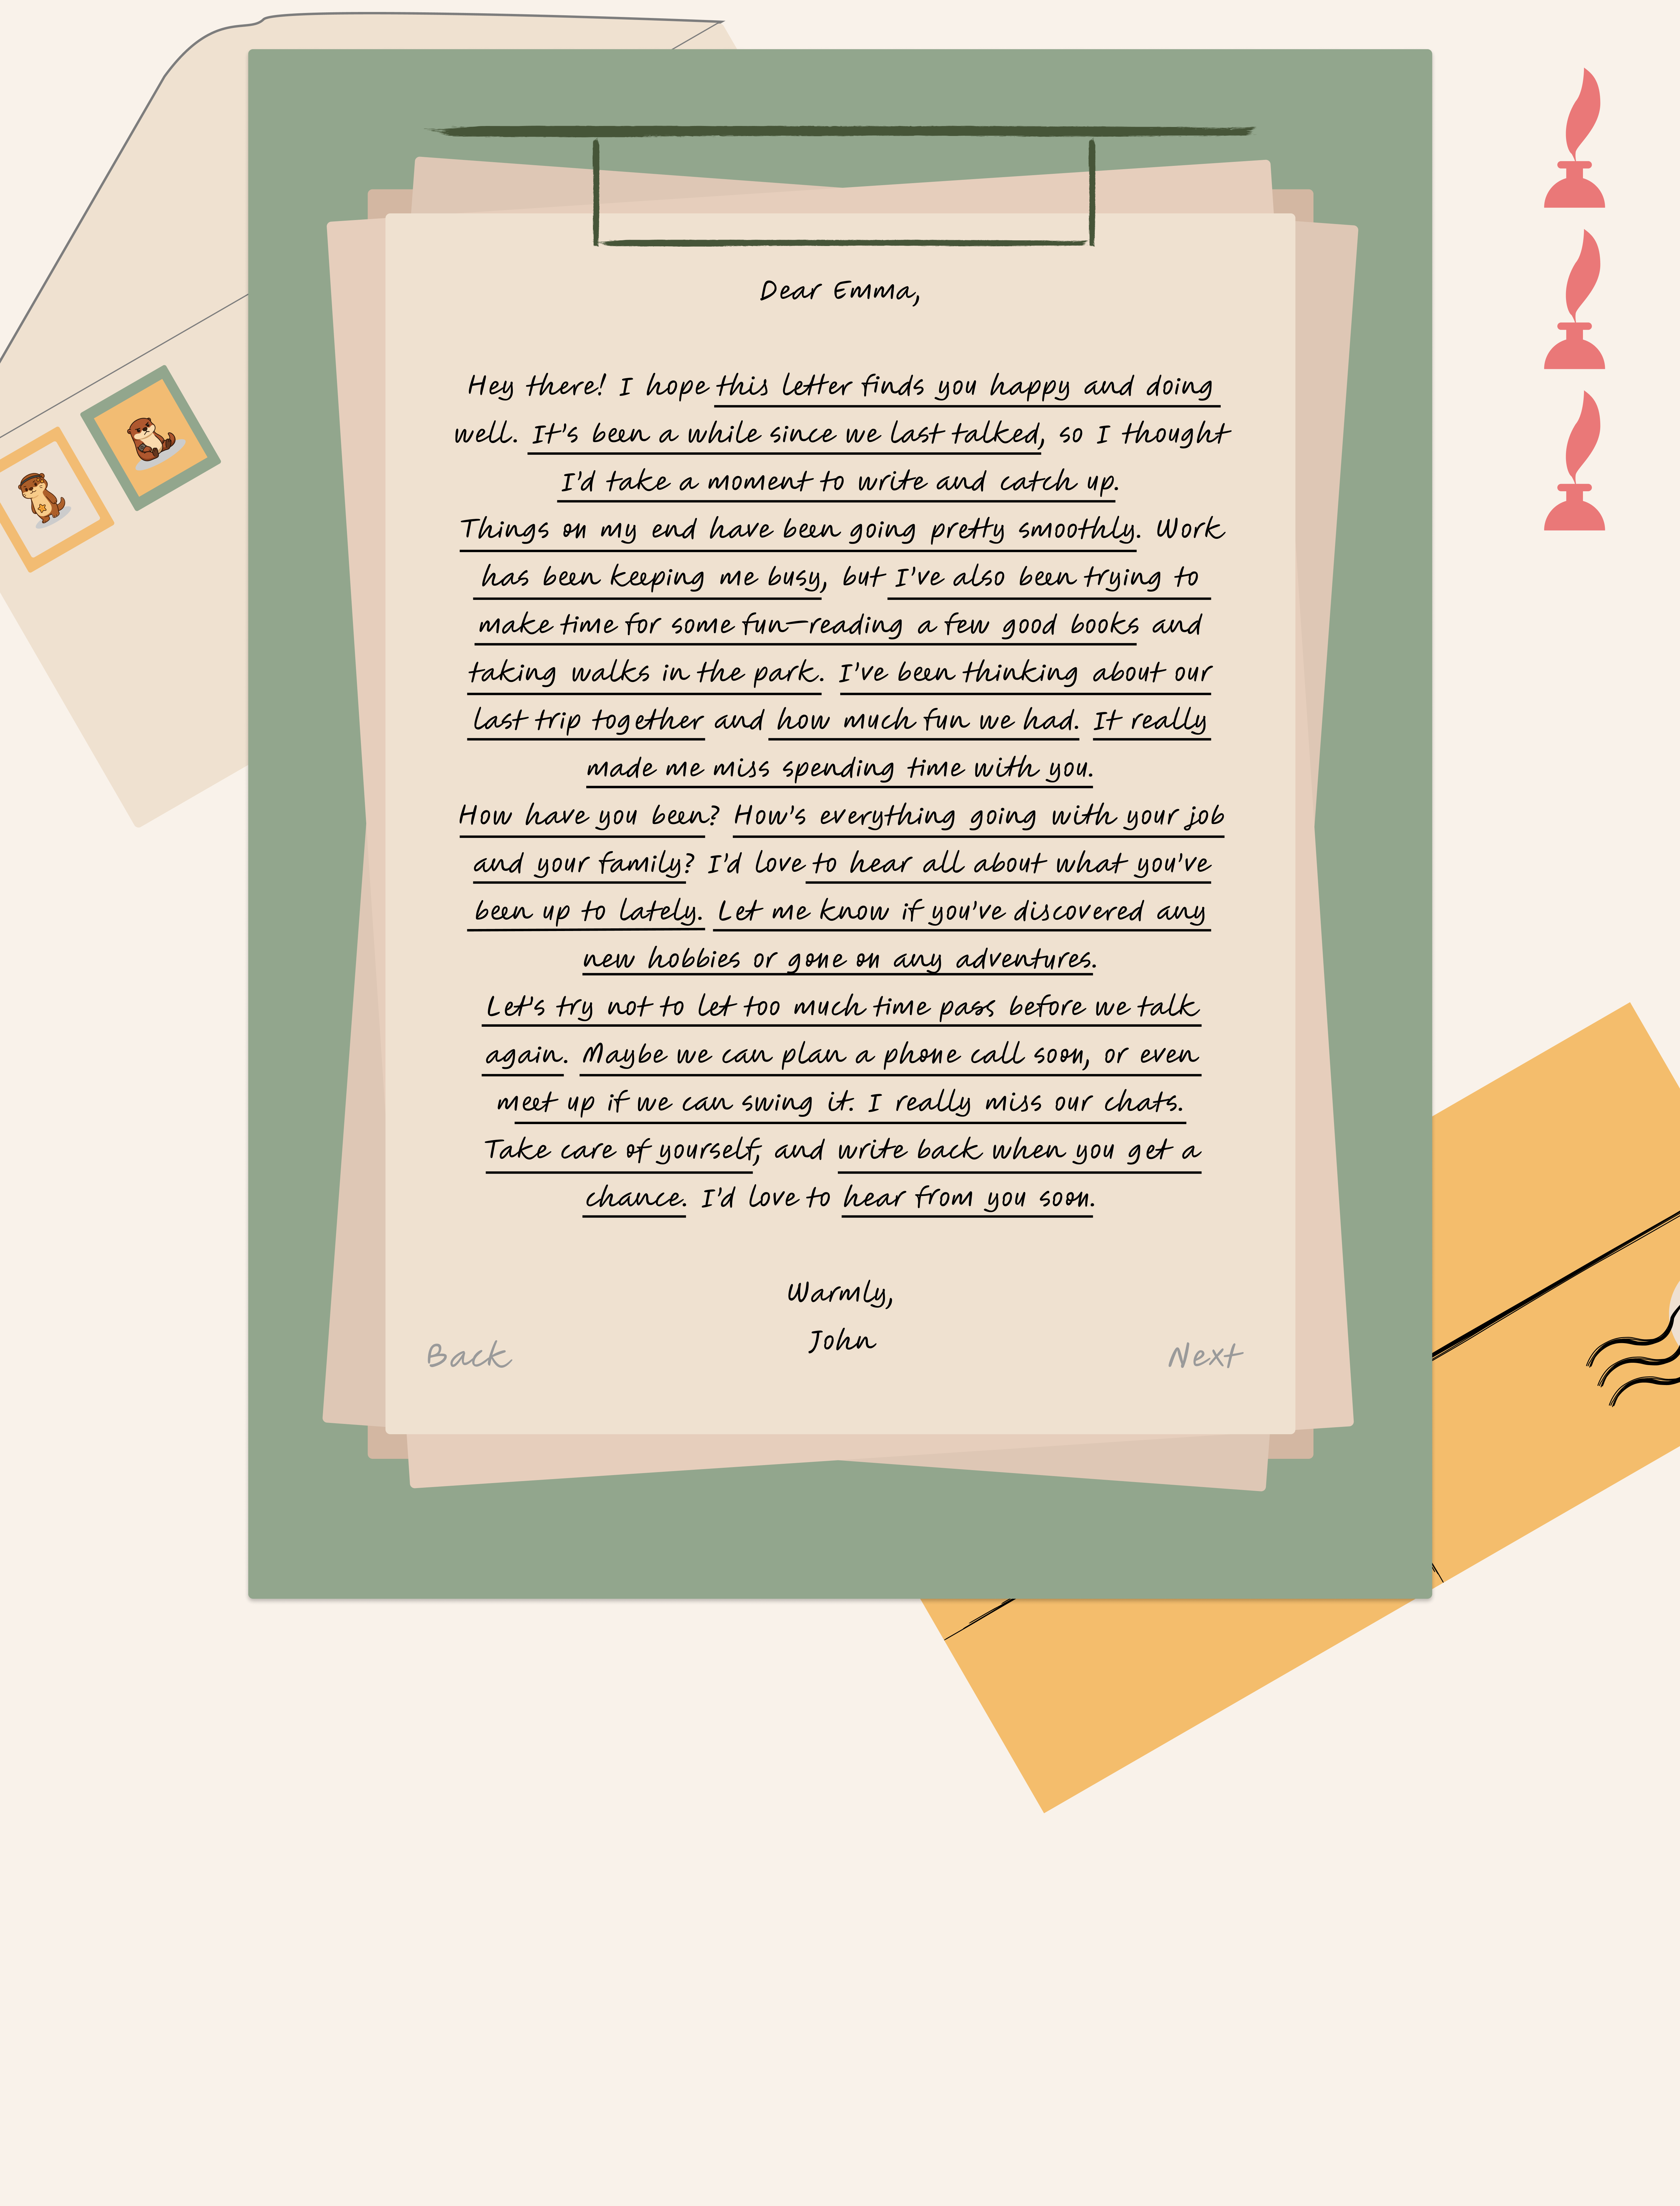 Dear Emma,
Hey there! I hope this letter finds you happy and doing
well. It's been a while since we last talked, so I thought
I'd take a moment to write and catch up.
Things on my end have been going pretty smoothly. Work
has been keeping me busy, but I've also been trying to
make time for some fun—reading a few good books and
taking walks in the park. I've been thinking about our
last trip together and how much fun we had. It really
made me miss spending time with you.
How have you been? How's everything going with your job
and your family? I'd love to hear all about what you've
been up to lately. Let me know if you've discovered any
new hobbies or gone on any adventures.
Let's try not to let too much time pass before we talk
again. Maybe we can plan a phone call soon, or even
meet up if we can swing it. I really miss our chats.
Take care of yourself, and write back when you get a
chance. I'd love to hear from you soon.
Warmly,
John
Back
Next